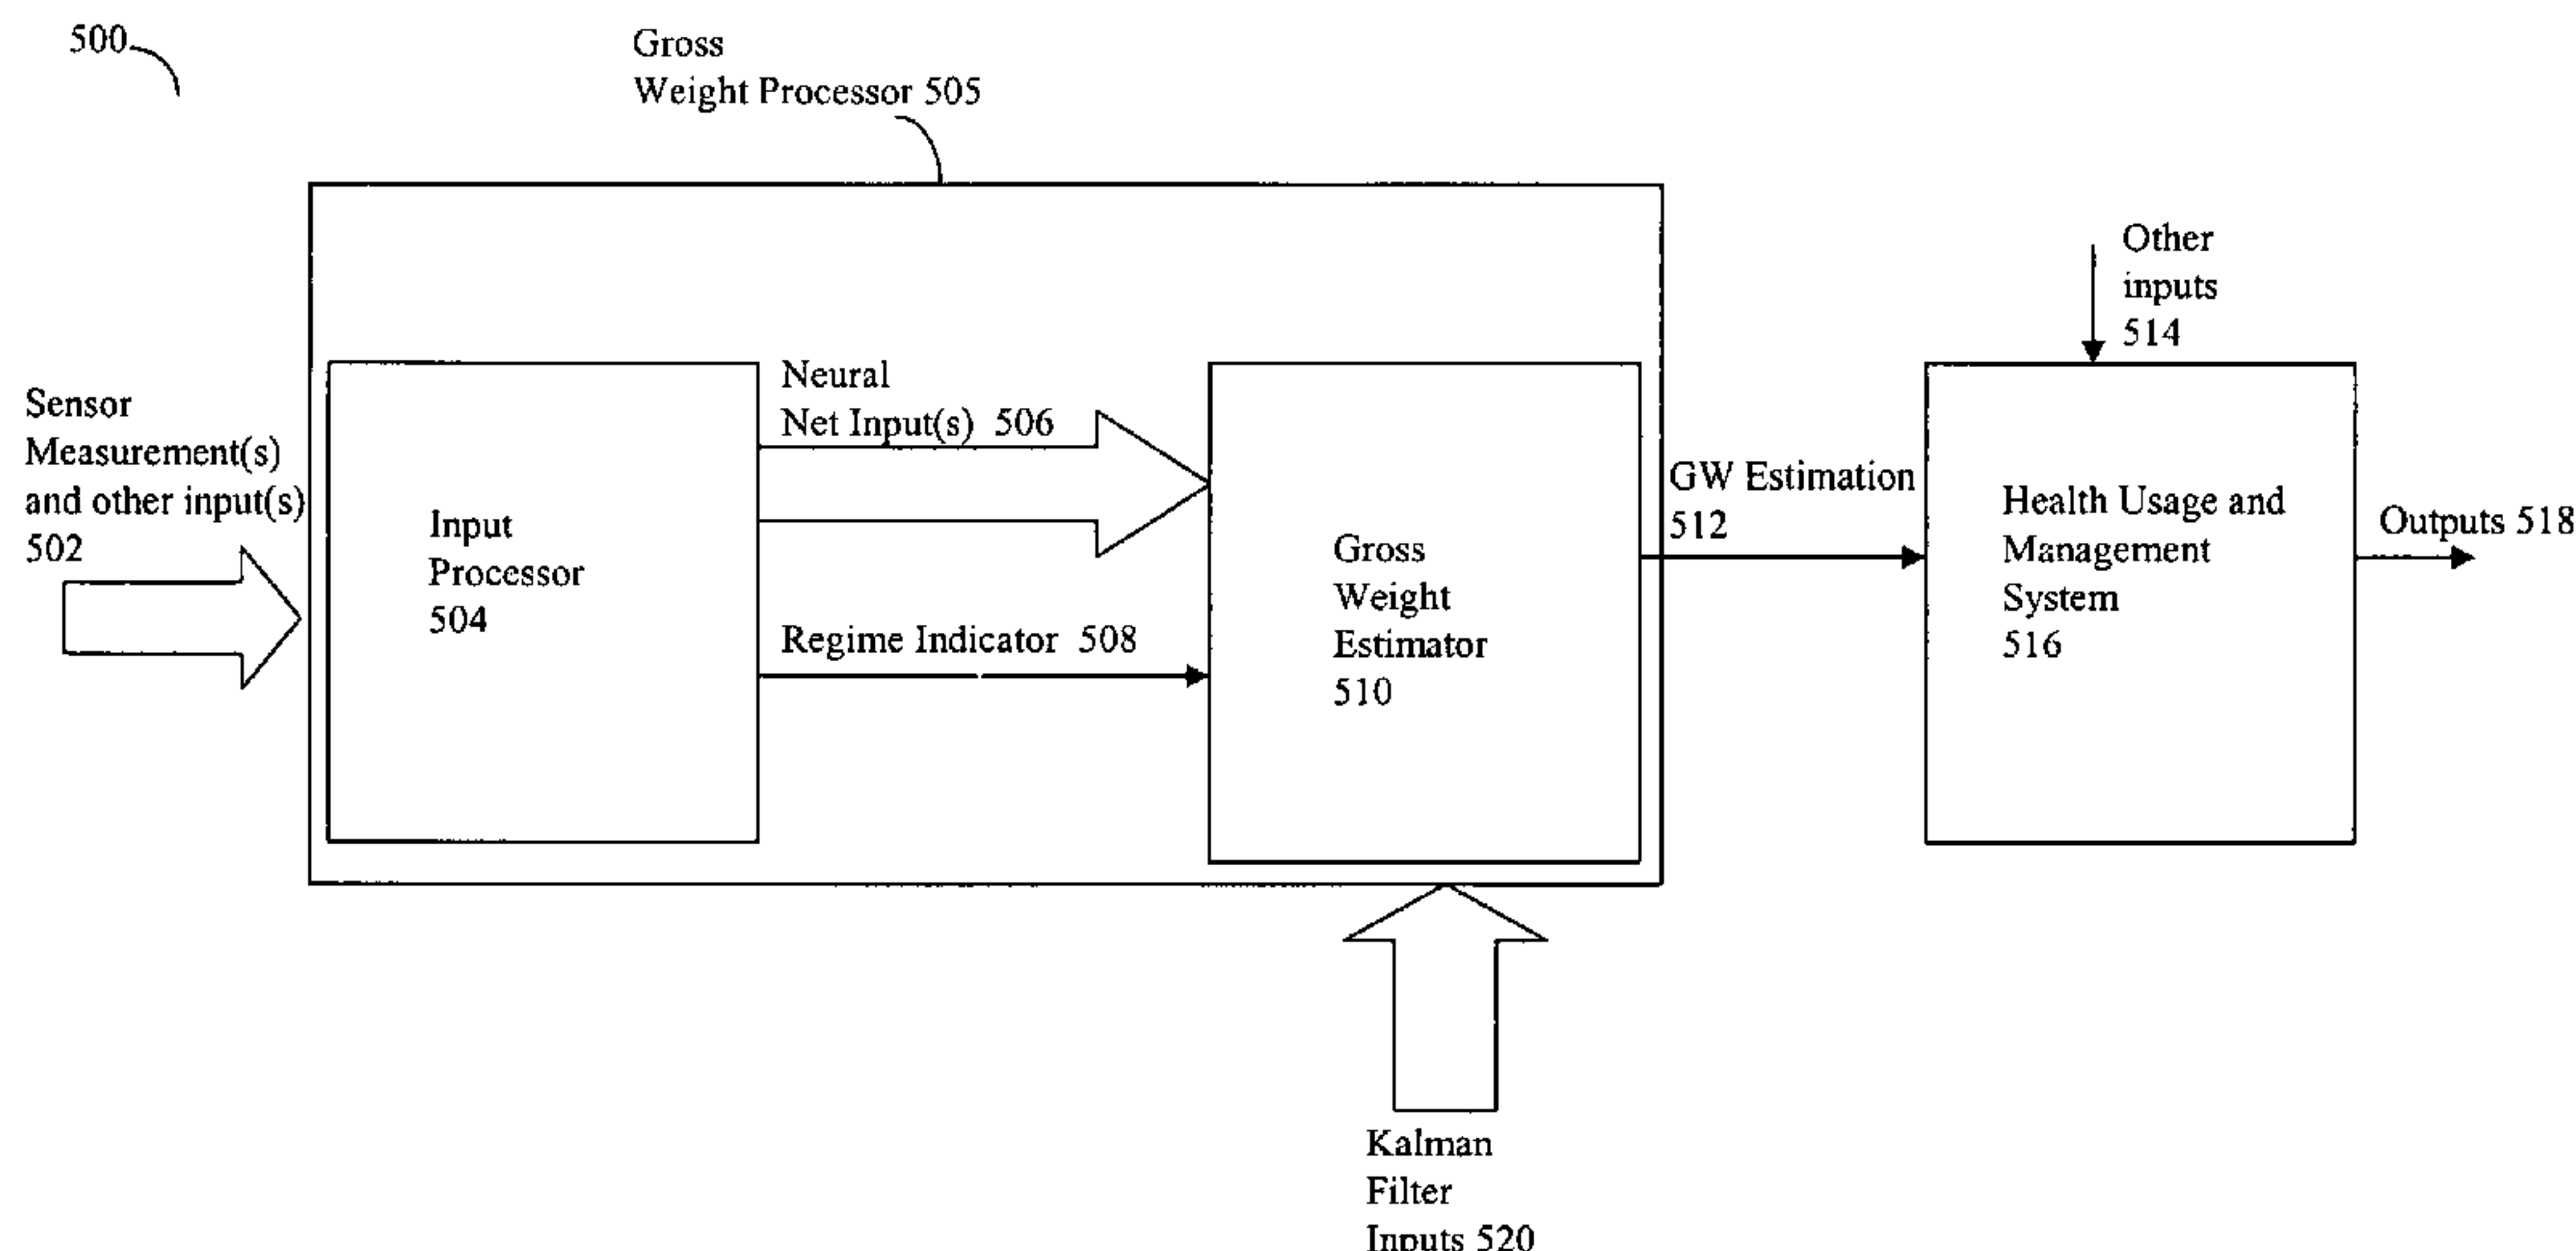 500
Gross
Weight Processor 505
Other
inputs
514
Sensor
Measurement(s)
and other input(s)
502
Neural
Net Input(s) 506
Input
Processor
504
Regime Indicator 508
Gross
Weight
Estimator
510
GW Estimation
512
Health Usage and
Management
System
516
Outputs 518
Kalman
Filter
Inputs 520